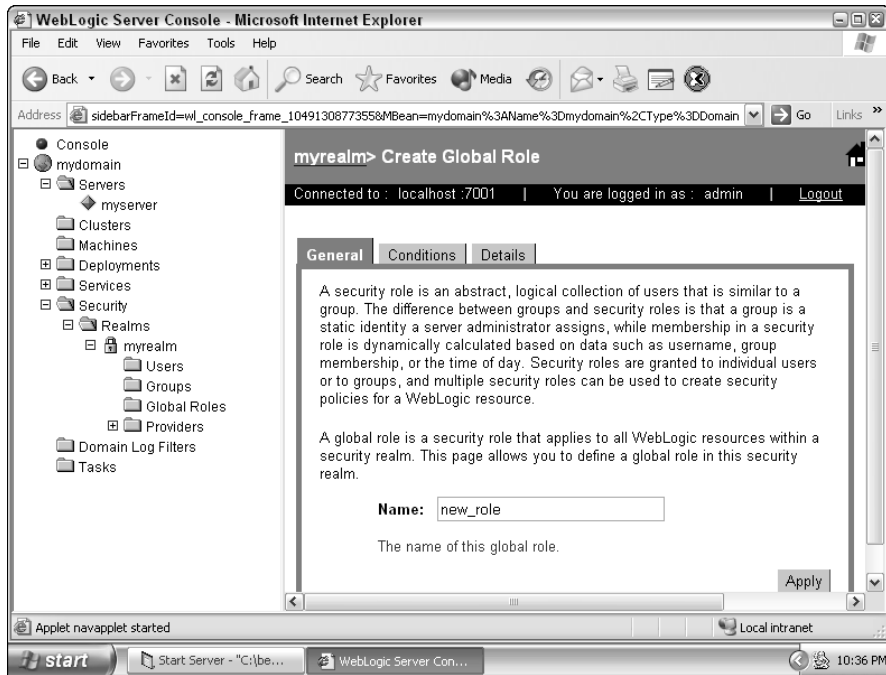 WebLogic Server Console - Microsoft Internet Explorer
File Edit View Favorites Tools Help
Back Search Favorites Media
Address sidebarFrameId=wl_console_frame_1049130877355&MBean=mydomain%3AName%3Dmydomain%2CType%3DDomain Go Links »
Console
mydomain
Servers
myserver
Clusters
Machines
Deployments
Services
Security
Realms
myrealm
Users
Groups
Global Roles
Providers
Domain Log Filters
Tasks
myrealm> Create Global Role
Connected to : localhost :7001 | You are logged in as : admin | Logout
General Conditions Details
A security role is an abstract, logical collection of users that is similar to a
group. The difference between groups and security roles is that a group is a
static identity a server administrator assigns, while membership in a security
role is dynamically calculated based on data such as username, group
membership, or the time of day. Security roles are granted to individual users
or to groups, and multiple security roles can be used to create security
policies for a WebLogic resource.
A global role is a security role that applies to all WebLogic resources within a
security realm. This page allows you to define a global role in this security
realm.
Name: new_role
The name of this global role.
Apply
Applet navapplet started Local intranet
start Start Server - "C:\be... WebLogic Server Con... 10:36 PM